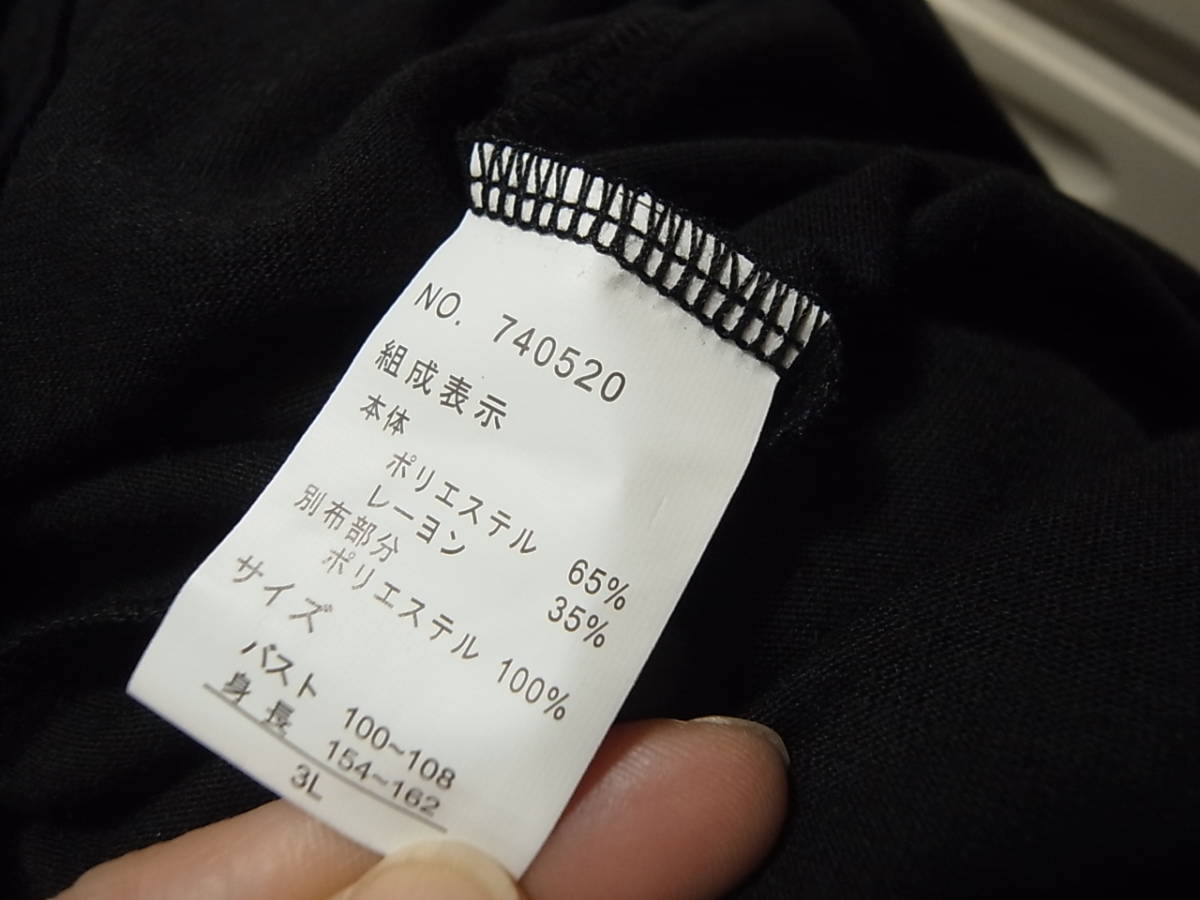 NO. 740520
組成表示
本体
ポリエステル 65%
レーヨン 35%
別布部分
ポリエステル 100%
サイズ
バスト 100~108
身長 154~162
3L